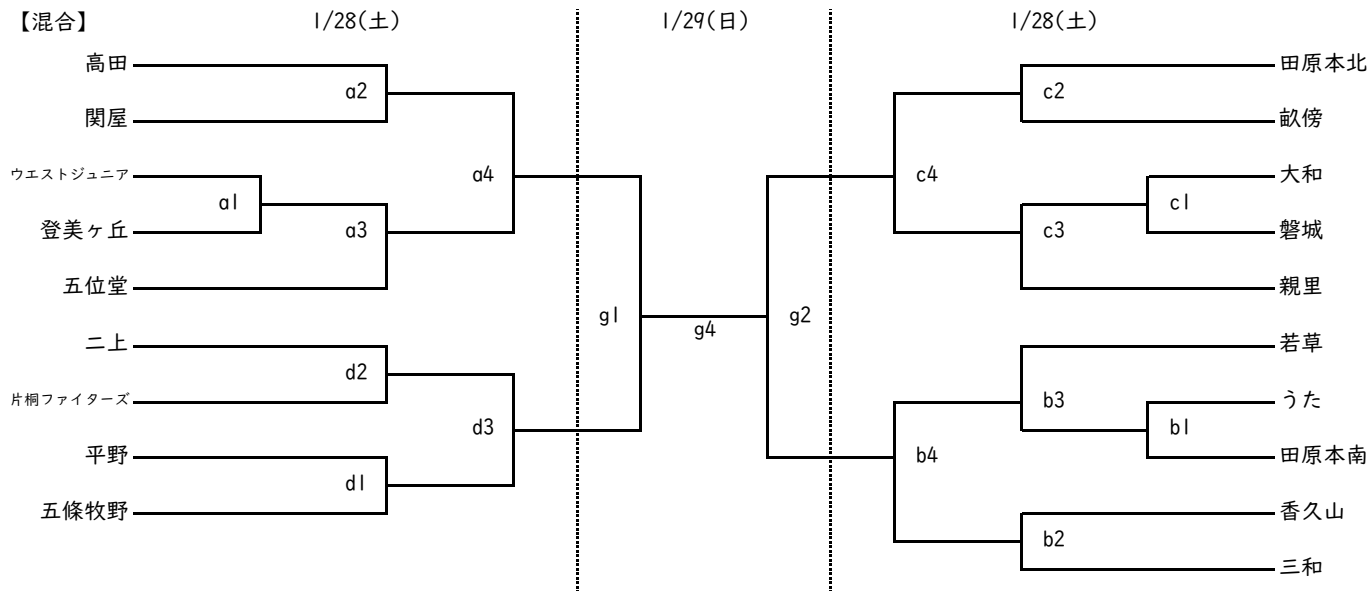 【混合】 1/28(土) 1/29(日) 1/28(土)
高田 田原本北
a2 c2
関屋 畝傍
ウエストジュニア a4 c4 大和
a1 c1
登美ヶ丘 a3 c3 磐城
五位堂 親里
g1 g4 g2
二上 若草
d2
片桐ファイターズ b3 うた
d3 b1
平野 b4 田原本南
d1
五條牧野 香久山
b2
三和